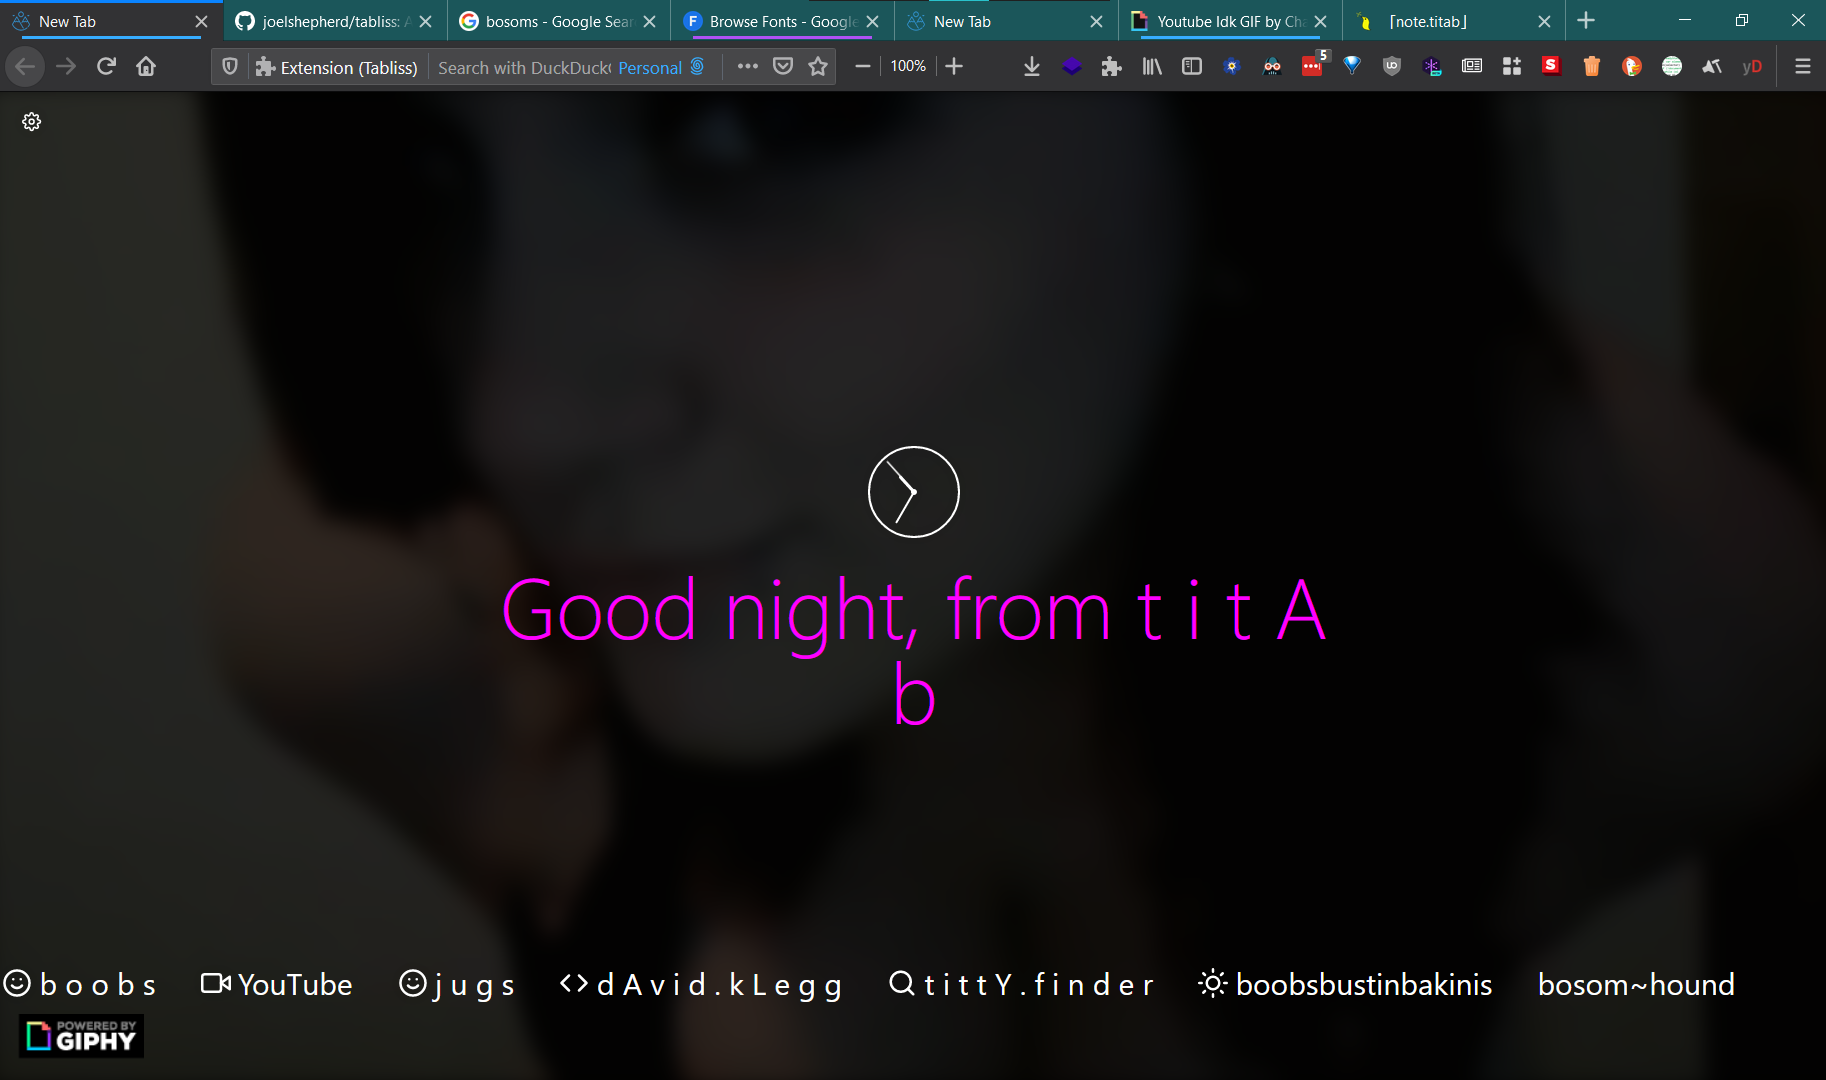 New Tab
joelshepherd/tabliss: A
bosoms - Google Sear
Browse Fonts - Google
New Tab
Youtube Idk GIF by Cha
⌈note.titab⌋
Extension (Tabliss)
Search with DuckDuckG
Personal
100%
5
S
yD
Good night, from t i t A
b
b o o b s
YouTube
j u g s
d A v i d . k L e g g
t i t t Y . f i n d e r
boobsbustinbakinis
bosom~hound
POWERED BY
GIPHY